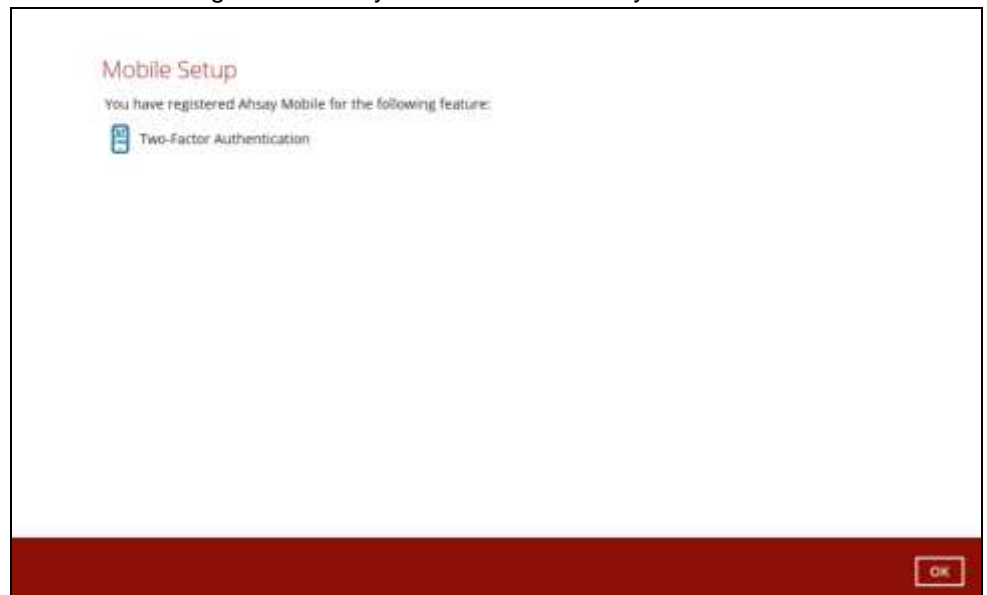 Mobile Setup
You have registered Ahsay Mobile for the following feature:
Two-Factor Authentication
OK